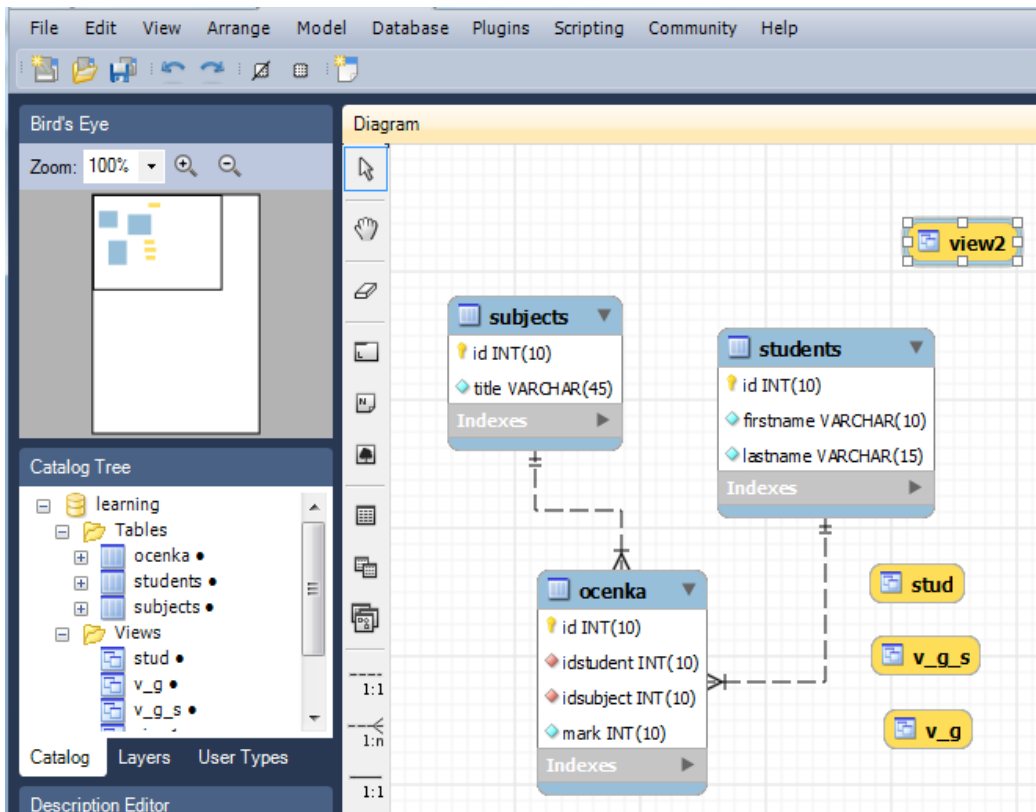 File Edit View Arrange Model Database Plugins Scripting Community Help
Bird's Eye
Zoom: 100%
Catalog Tree
learning
Tables
ocenka
students
subjects
Views
stud
v_g
v_g_s
Catalog Layers User Types
Description Editor
Diagram
1:1
1:n
1:1
view2
subjects
id INT(10)
title VARCHAR(45)
Indexes
students
id INT(10)
firstname VARCHAR(10)
lastname VARCHAR(15)
Indexes
ocenka
id INT(10)
idstudent INT(10)
idsubject INT(10)
mark INT(10)
Indexes
stud
v_g_s
v_g